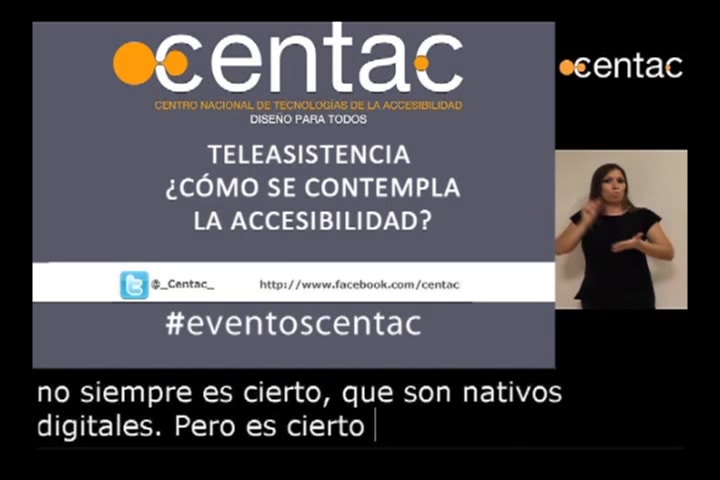 centac
CENTRO NACIONAL DE TECNOLOGÍAS DE LA ACCESIBILIDAD
DISEÑO PARA TODOS
TELEASISTENCIA
¿CÓMO SE CONTEMPLA
LA ACCESIBILIDAD?
@_Centac_ http://www.facebook.com/centac
#eventoscentac
centac
no siempre es cierto, que son nativos
digitales. Pero es cierto